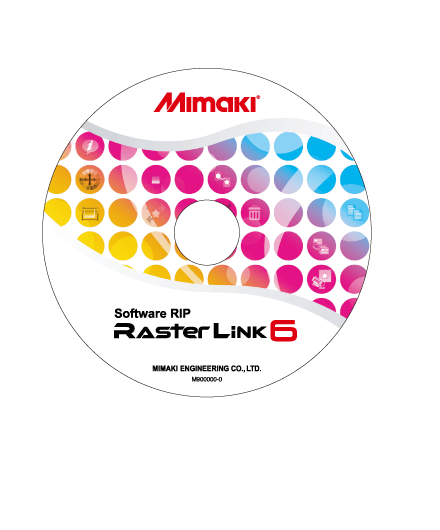 Mimaki
Software RIP
RASTERLINK6
MIMAKI ENGINEERING CO., LTD.
M900000-0